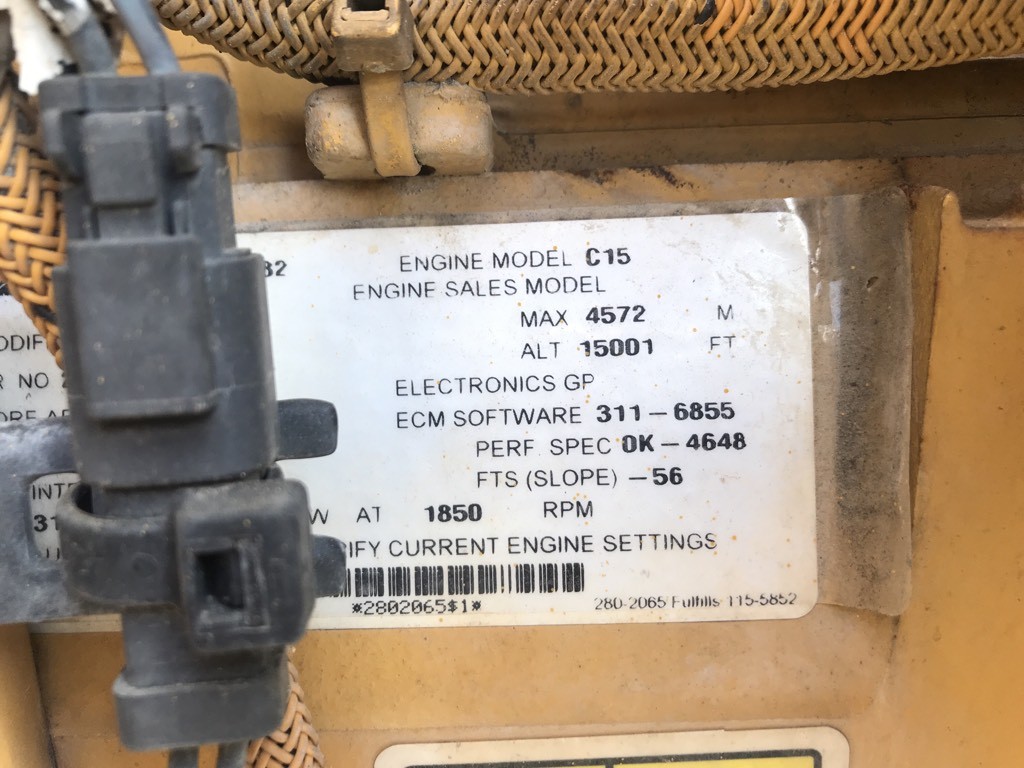 ENGINE MODEL C15
ENGINE SALES MODEL
MAX 4572 M
ALT 15001 FT
ELECTRONICS GP
ECM SOFTWARE 311-6855
PERF. SPEC 0K-4648
FTS (SLOPE) -56
AT 1850 RPM
CURRENT ENGINE SETTINGS
*2802065$1*
280-2065 Fulfills 115-5852